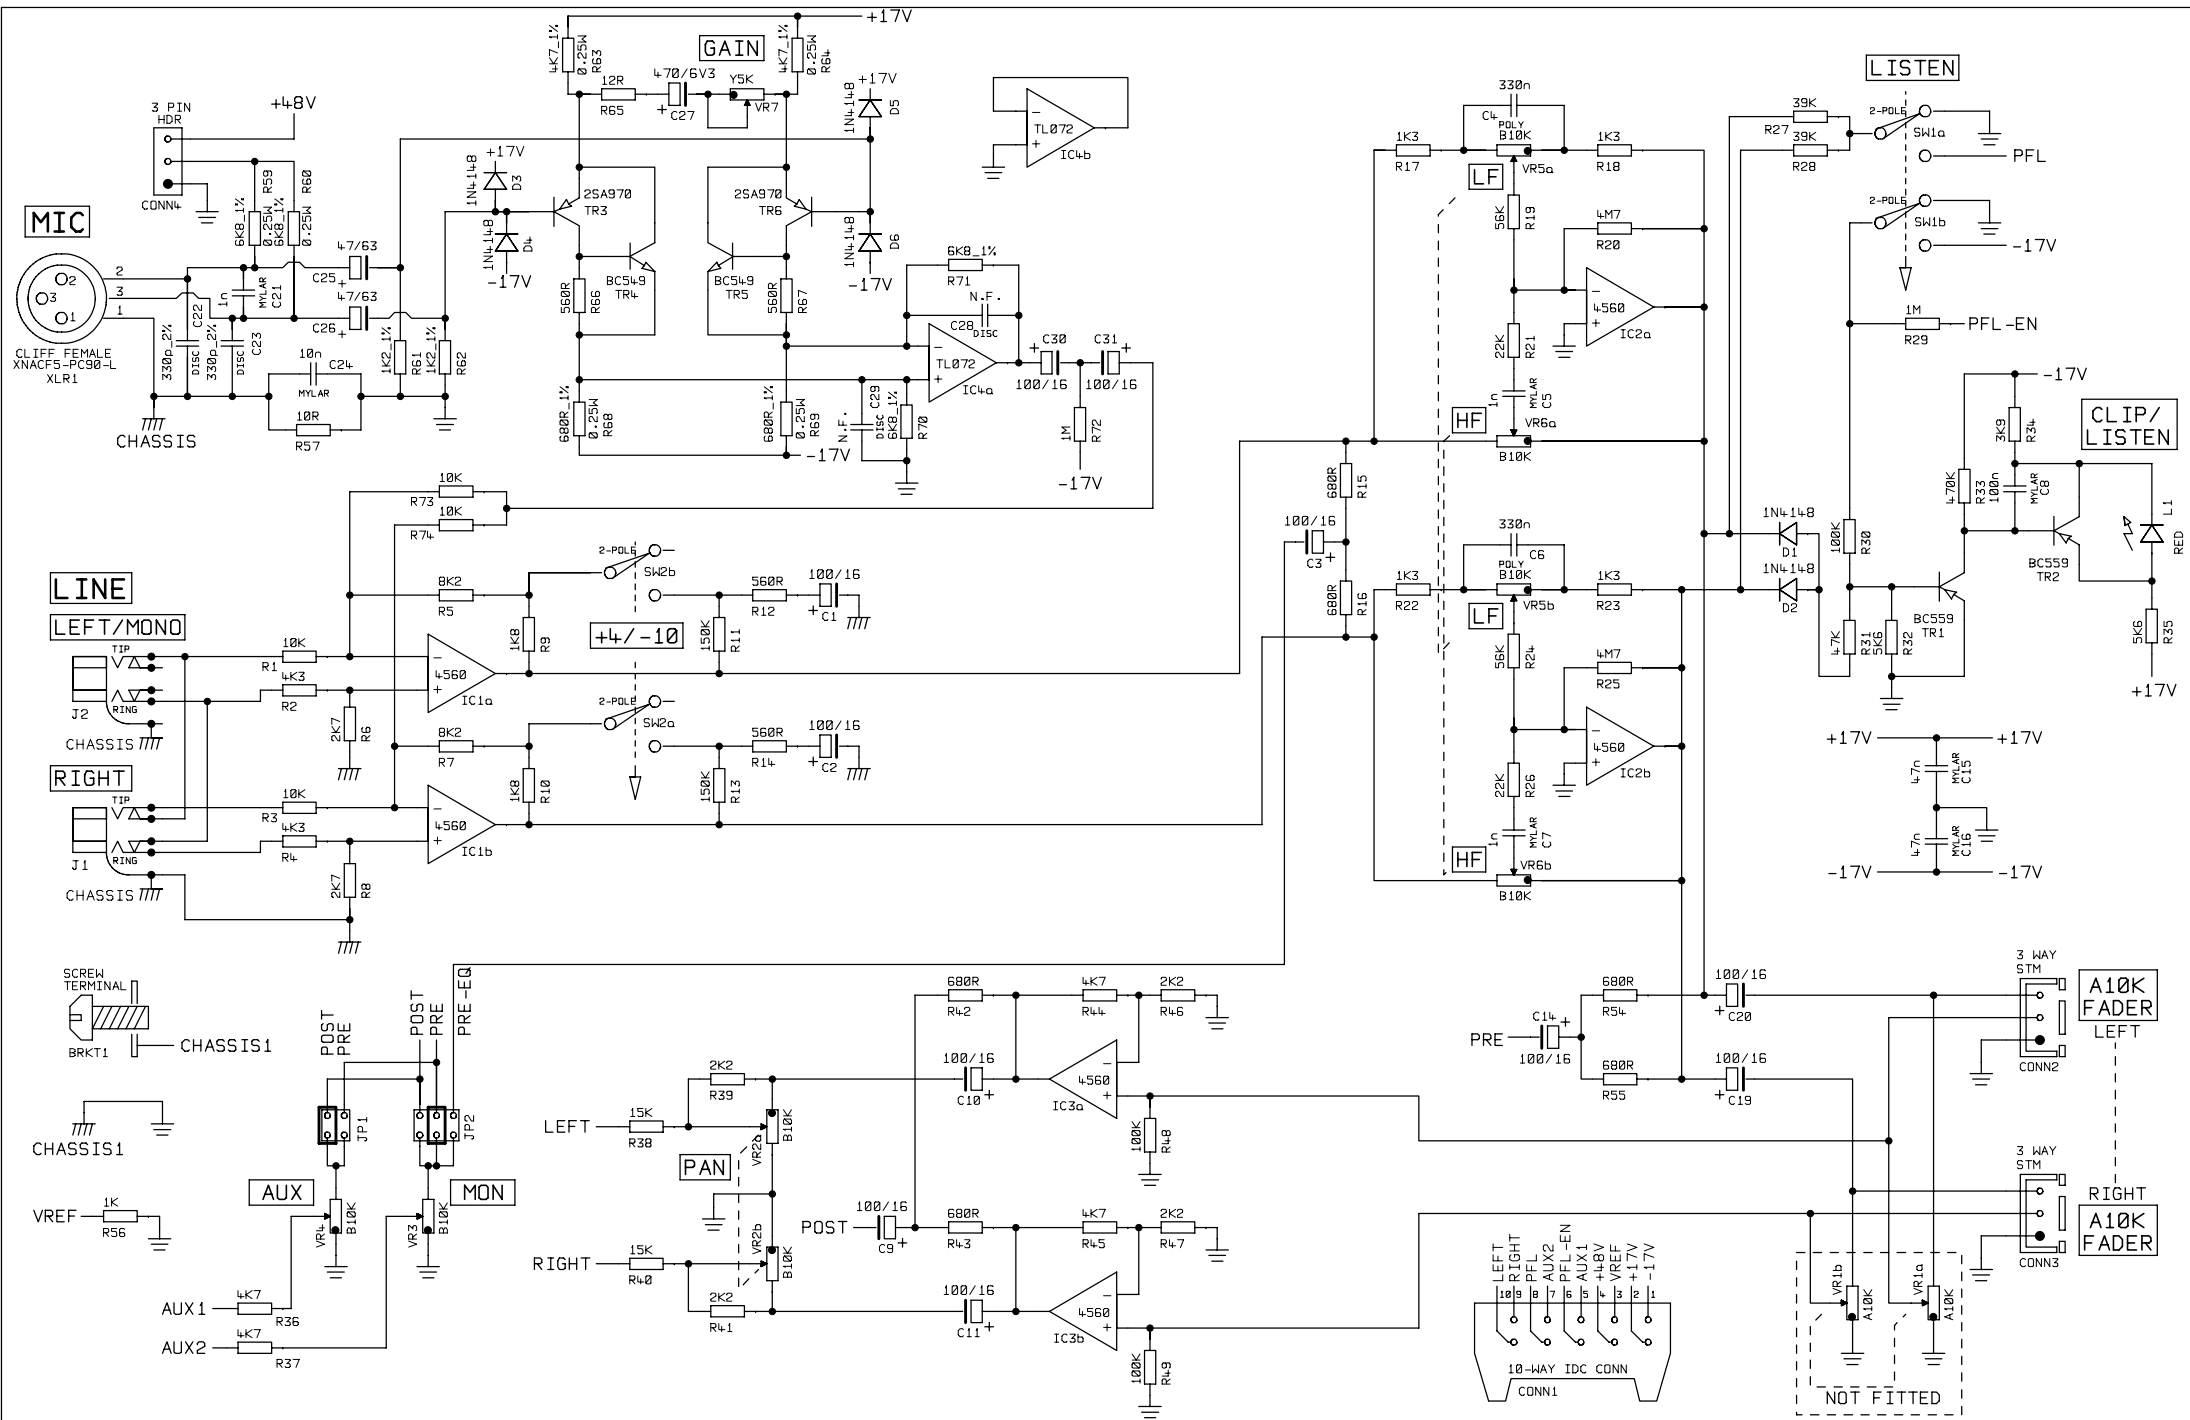 +17V
4K7_1%
0.25W
R63
GAIN
4K7_1%
0.25W
R64
12R
R65
470/6V3
+
C27
Y5K
VR7
+17V
1N4148
D5
3 PIN
HDR
+48V
CONN4
MIC
6K8_1%
0.25W
R59
6K8_1%
0.25W
R60
+17V
1N4148
D3
1N4148
D4
-17V
2SA970
TR3
2SA970
TR6
1N4148
D6
-17V
BC549
TR4
BC549
TR5
560R
R66
560R
R67
2
3
1
CLIFF FEMALE
XNACF5-PC90-L
XLR1
47/63
C25
+
47/63
C26
+
1n
MYLAR
C21
330p_2%
DISC
C22
330p_2%
DISC
C23
10n
C24
MYLAR
10R
R57
1K2_1%
R61
1K2_1%
R62
CHASSIS
6K8_1%
R71
N.F.
C28
DISC
-
TL072
+
IC4a
-
TL072
+
IC4b
680R_1%
0.25W
R68
680R_1%
0.25W
R69
-17V
N.F.
DISC
C29
6K8_1%
R70
C30
+
100/16
C31
+
100/16
1M
R72
-17V
10K
R73
10K
R74
LINE
LEFT/MONO
TIP
RING
J2
CHASSIS
10K
R1
4K3
R2
2K7
R6
8K2
R5
1K8
R9
-
4560
+
IC1a
2-POLE
SW2b
+4/-10
150K
R11
560R
R12
100/16
+
C1
RIGHT
TIP
RING
J1
CHASSIS
10K
R3
4K3
R4
2K7
R8
8K2
R7
1K8
R10
-
4560
+
IC1b
2-POLE
SW2a
150K
R13
560R
R14
100/16
+
C2
330n
C4
POLY
B10K
VR5a
LF
1K3
R17
1K3
R18
56K
R19
4M7
R20
-
4560
+
IC2a
22K
R21
1n
MYLAR
C5
HF
VR6a
B10K
680R
R15
100/16
C3
+
680R
R16
330n
C6
POLY
B10K
VR5b
LF
1K3
R22
1K3
R23
56K
R24
4M7
R25
-
4560
+
IC2b
22K
R26
1n
MYLAR
C7
HF
VR6b
B10K
LISTEN
39K
R27
39K
R28
2-POLE
SW1a
PFL
2-POLE
SW1b
-17V
1M
R29
PFL-EN
-17V
3K9
R34
CLIP/
LISTEN
470K
R33
100n
MYLAR
C8
BC559
TR2
L1
RED
1N4148
D1
1N4148
D2
100K
R30
47K
R31
5K6
R32
BC559
TR1
5K6
R35
+17V
+17V
+17V
47n
MYLAR
C15
47n
MYLAR
C16
-17V
-17V
SCREW
TERMINAL
BRKT1
CHASSIS1
CHASSIS1
VREF
1K
R56
POST
PRE
POST
PRE
PRE-EQ
JP1
JP2
AUX
MON
VR4
B10K
VR3
B10K
AUX1
4K7
R36
AUX2
4K7
R37
LEFT
15K
R38
2K2
R39
VR2a
B10K
PAN
VR2b
B10K
RIGHT
15K
R40
2K2
R41
680R
R42
4K7
R44
2K2
R46
100/16
C10
+
-
4560
+
IC3a
100K
R48
POST
100/16
C9
+
680R
R43
4K7
R45
2K2
R47
100/16
C11
+
-
4560
+
IC3b
100K
R49
PRE
C14
+
100/16
680R
R54
680R
R55
100/16
+
C20
100/16
+
C19
3 WAY
STM
CONN2
A10K
FADER
LEFT
3 WAY
STM
CONN3
RIGHT
A10K
FADER
LEFT
RIGHT
PFL
AUX2
PFL-EN
AUX1
+48V
VREF
+17V
-17V
10 9 8 7 6 5 4 3 2 1
10-WAY IDC CONN
CONN1
VR1b
A10K
VR1a
A10K
NOT FITTED